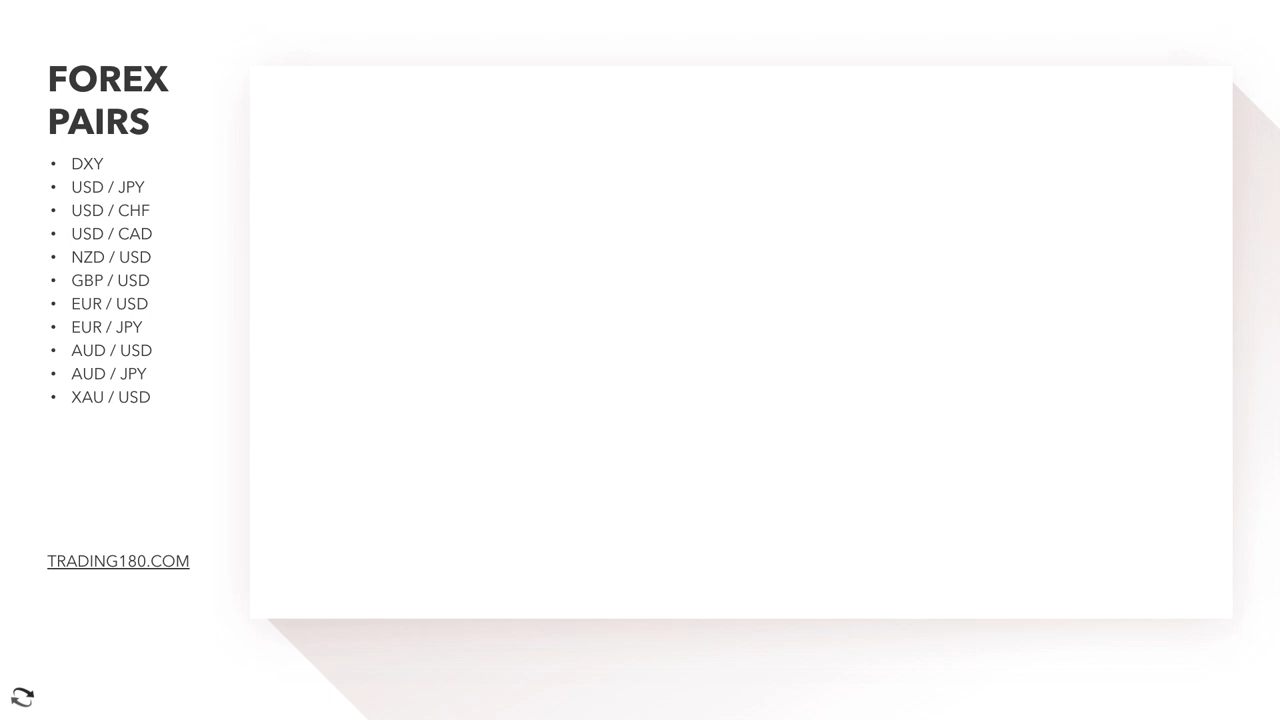 FOREX
PAIRS
• DXY
• USD / JPY
• USD / CHF
• USD / CAD
• NZD / USD
• GBP / USD
• EUR / USD
• EUR / JPY
• AUD / USD
• AUD / JPY
• XAU / USD
TRADING180.COM